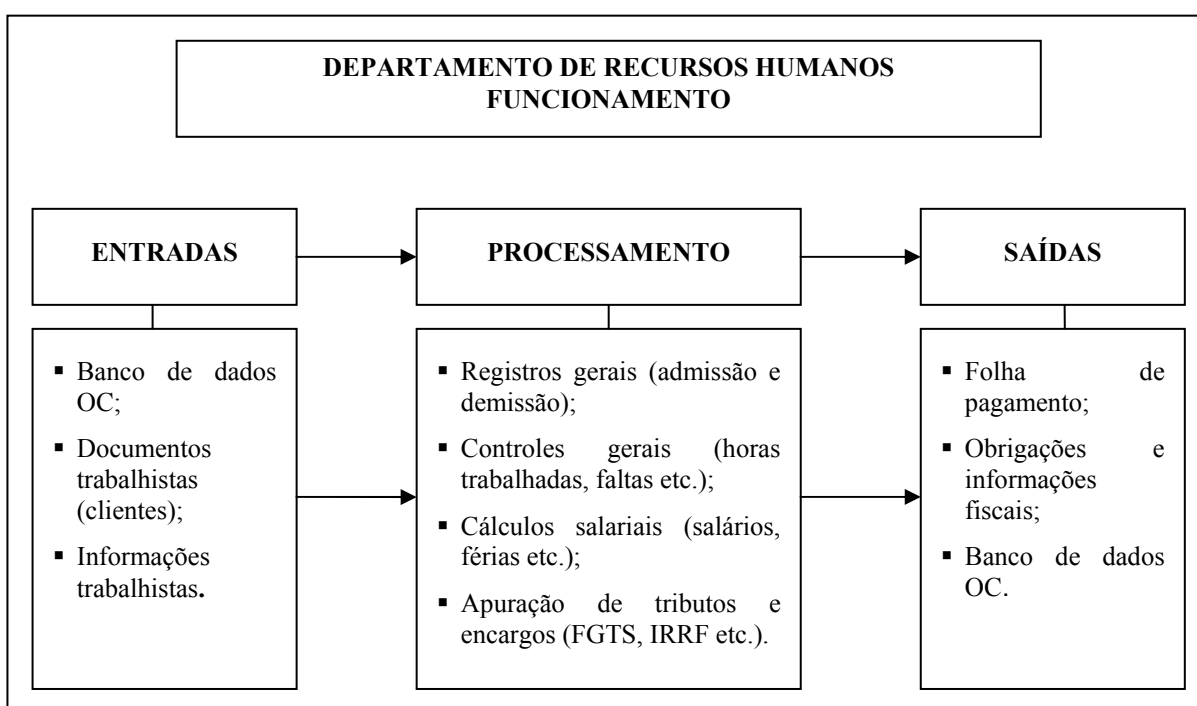 DEPARTAMENTO DE RECURSOS HUMANOS
FUNCIONAMENTO
ENTRADAS
PROCESSAMENTO
SAÍDAS
▪ Banco de dados
OC;
▪ Documentos
trabalhistas
(clientes);
▪ Informações
trabalhistas.
▪ Registros gerais (admissão e
demissão);
▪ Controles gerais (horas
trabalhadas, faltas etc.);
▪ Cálculos salariais (salários,
férias etc.);
▪ Apuração de tributos e
encargos (FGTS, IRRF etc.).
▪ Folha de
pagamento;
▪ Obrigações e
informações
fiscais;
▪ Banco de dados
OC.